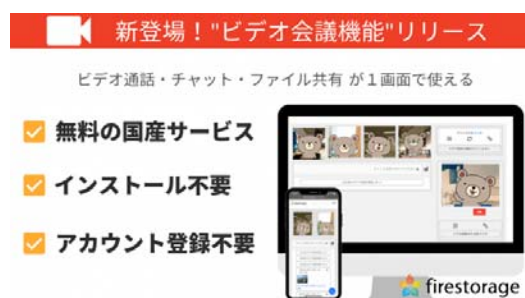 新登場！"ビデオ会議機能"リリース
ビデオ通話・チャット・ファイル共有 が１画面で使える
無料の国産サービス
インストール不要
アカウント登録不要
firestorage